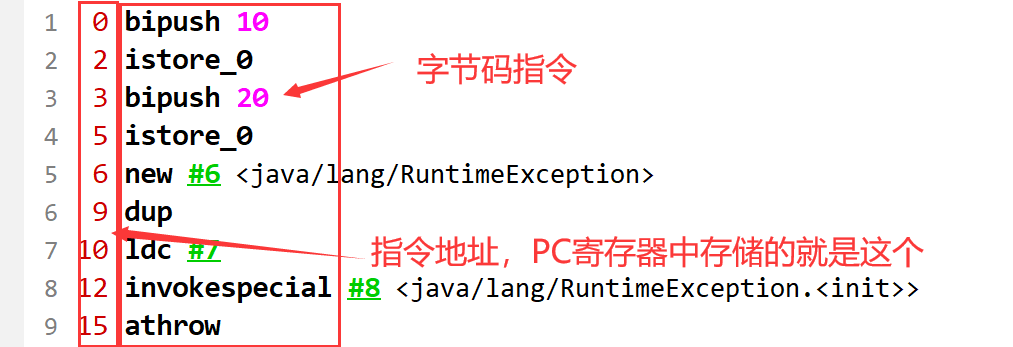 1 0 bipush 10
2 2 istore_0 字节码指令
3 3 bipush 20
4 5 istore_0
5 6 new #6 <java/lang/RuntimeException>
6 9 dup
7 10 ldc #7 指令地址，PC寄存器中存储的就是这个
8 12 invokespecial #8 <java/lang/RuntimeException.<init>>
9 15 athrow